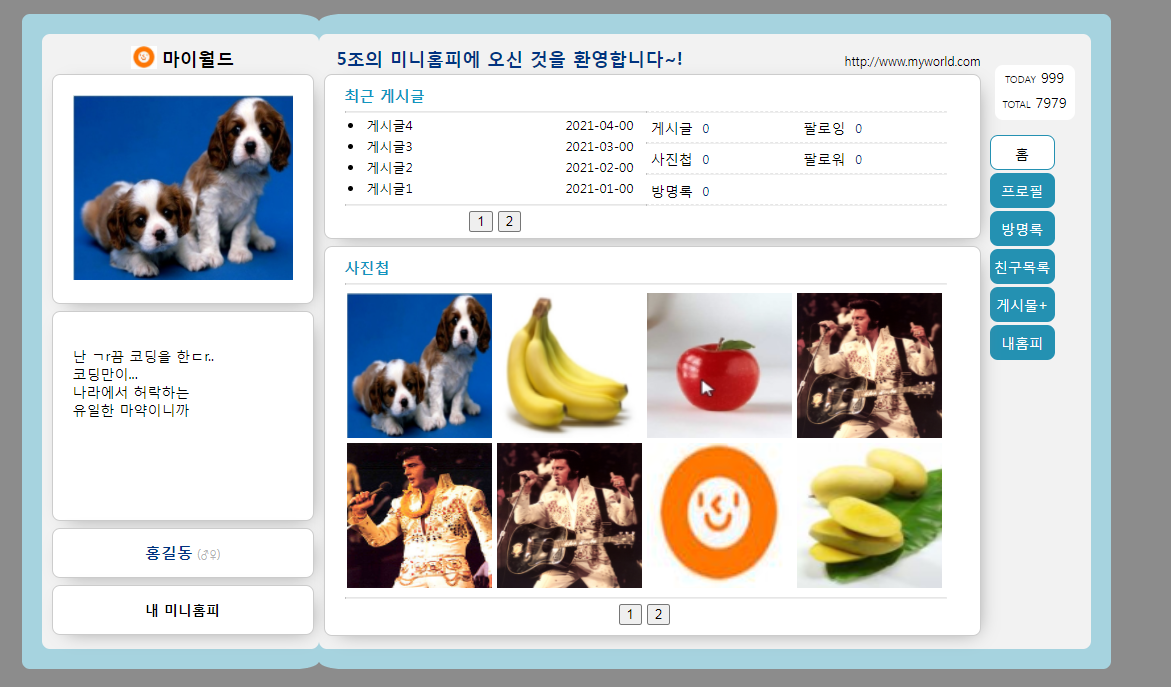 마이월드
5조의 미니홈피에 오신 것을 환영합니다~!
http://www.myworld.com
TODAY 999
TOTAL 7979
홈
프로필
방명록
친구목록
게시물+
내홈피
난 ㄱr끔 코딩을 한ㄷr..
코딩만이...
나라에서 허락하는
유일한 마약이니까
홍길동 (♂♀)
내 미니홈피
최근 게시글
게시글4 2021-04-00
게시글3 2021-03-00
게시글2 2021-02-00
게시글1 2021-01-00
1 2
게시글 0 팔로잉 0
사진첩 0 팔로워 0
방명록 0
사진첩
1 2